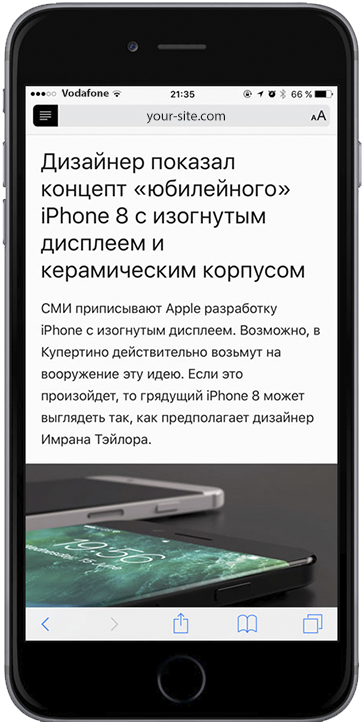 Vodafone 21:35 66 %
your-site.com AA
Дизайнер показал
концепт «юбилейного»
iPhone 8 с изогнутым
дисплеем и
керамическим корпусом
СМИ приписывают Apple разработку
iPhone с изогнутым дисплеем. Возможно, в
Купертино действительно возьмут на
вооружение эту идею. Если это
произойдет, то грядущий iPhone 8 может
выглядеть так, как предполагает дизайнер
Имрана Тэйлора.
19:56